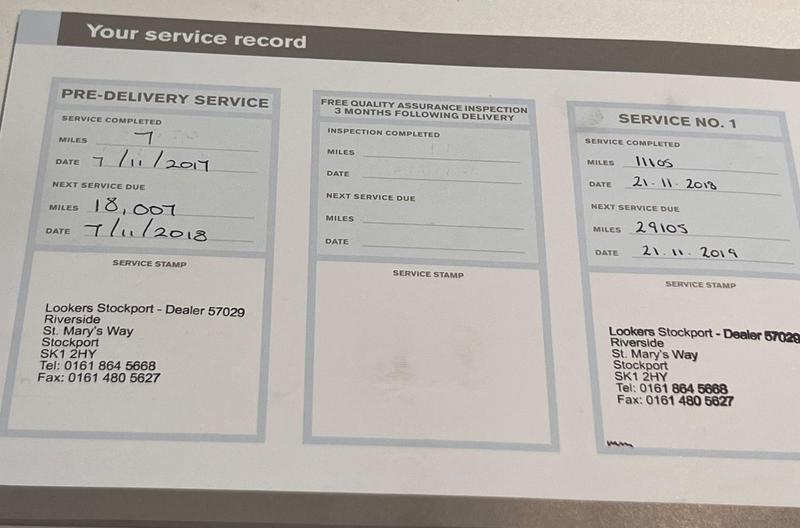 Your service record
PRE-DELIVERY SERVICE
SERVICE COMPLETED
MILES 7
DATE 7/11/2017
NEXT SERVICE DUE
MILES 18,007
DATE 7/11/2018
SERVICE STAMP
Lookers Stockport - Dealer 57029
Riverside
St. Mary's Way
Stockport
SK1 2HY
Tel: 0161 864 5668
Fax: 0161 480 5627
FREE QUALITY ASSURANCE INSPECTION
3 MONTHS FOLLOWING DELIVERY
INSPECTION COMPLETED
MILES
DATE
NEXT SERVICE DUE
MILES
DATE
SERVICE STAMP
SERVICE NO. 1
SERVICE COMPLETED
MILES 11105
DATE 21·11·2018
NEXT SERVICE DUE
MILES 29105
DATE 21.11.2019
SERVICE STAMP
Lookers Stockport - Dealer 57029
Riverside
St. Mary's Way
Stockport
SK1 2HY
Tel: 0161 864 5668
Fax: 0161 480 5627